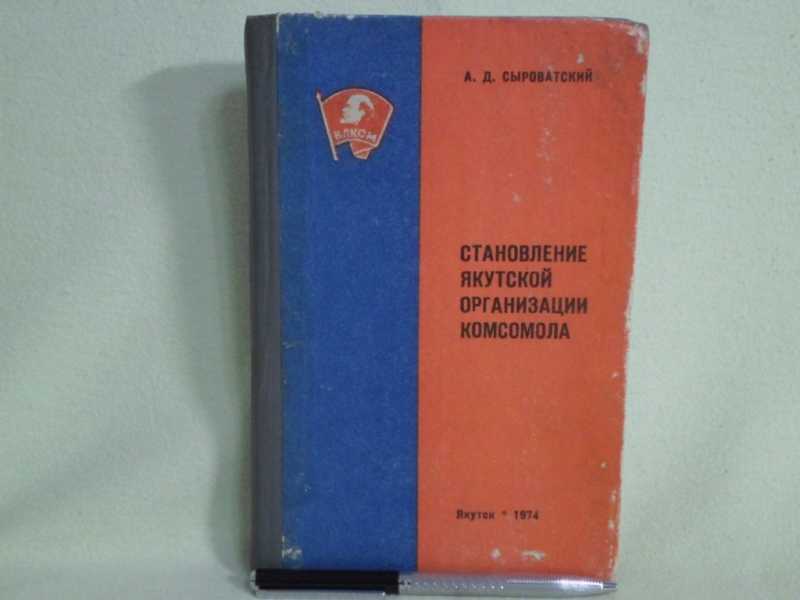 А. Д. СЫРОВАТСКИЙ
ВЛКСМ
СТАНОВЛЕНИЕ
ЯКУТСКОЙ
ОРГАНИЗАЦИИ
КОМСОМОЛА
Якутск * 1974